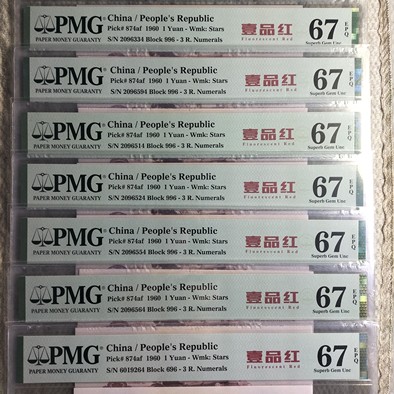 PMG
PAPER MONEY GUARANTY
China / People's Republic
Pick# 874af 1960 1 Yuan - Wmk: Stars
S/N 2096334 Block 996 - 3 R. Numerals
壹品红
Fluorescent Red
67 EPQ
Superb Gem Unc
PMG
PAPER MONEY GUARANTY
China / People's Republic
Pick# 874af 1960 1 Yuan - Wmk: Stars
S/N 2096594 Block 996 - 3 R. Numerals
壹品红
Fluorescent Red
67 EPQ
Superb Gem Unc
PMG
PAPER MONEY GUARANTY
China / People's Republic
Pick# 874af 1960 1 Yuan - Wmk: Stars
S/N 2096514 Block 996 - 3 R. Numerals
壹品红
Fluorescent Red
67 EPQ
Superb Gem Unc
PMG
PAPER MONEY GUARANTY
China / People's Republic
Pick# 874af 1960 1 Yuan - Wmk: Stars
S/N 2096524 Block 996 - 3 R. Numerals
壹品红
Fluorescent Red
67 EPQ
Superb Gem Unc
PMG
PAPER MONEY GUARANTY
China / People's Republic
Pick# 874af 1960 1 Yuan - Wmk: Stars
S/N 2096554 Block 996 - 3 R. Numerals
壹品红
Fluorescent Red
67 EPQ
Superb Gem Unc
PMG
PAPER MONEY GUARANTY
China / People's Republic
Pick# 874af 1960 1 Yuan - Wmk: Stars
S/N 2096564 Block 996 - 3 R. Numerals
壹品红
Fluorescent Red
67 EPQ
Superb Gem Unc
PMG
PAPER MONEY GUARANTY
China / People's Republic
Pick# 874af 1960 1 Yuan - Wmk: Stars
S/N 6019264 Block 696 - 3 R. Numerals
壹品红
Fluorescent Red
67 EPQ
Superb Gem Unc